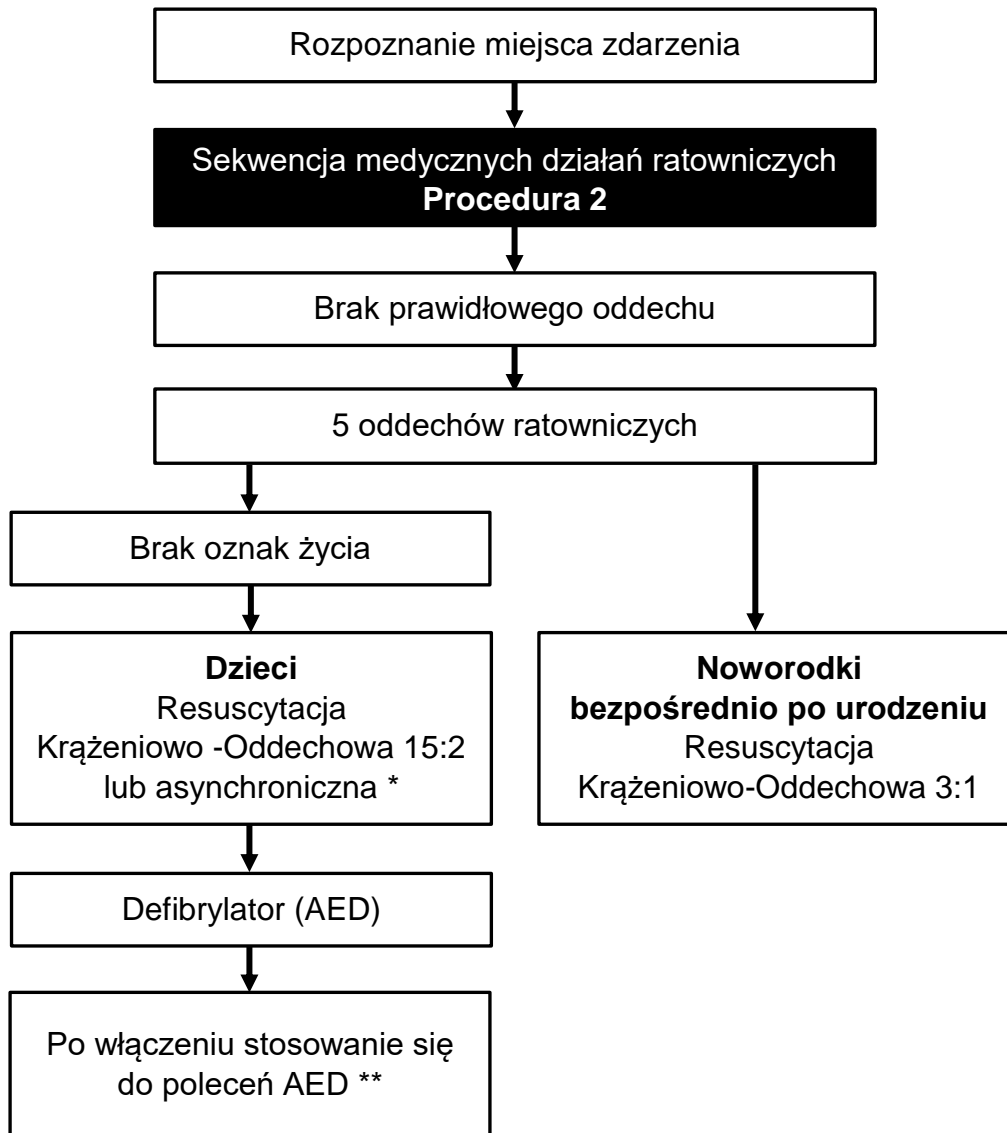 Rozpoznanie miejsca zdarzenia
Sekwencja medycznych działań ratowniczych
Procedura 2
Brak prawidłowego oddechu
5 oddechów ratowniczych
Brak oznak życia
Dzieci
Resuscytacja
Krążeniowo -Oddechowa 15:2
lub asynchroniczna *
Noworodki
bezpośrednio po urodzeniu
Resuscytacja
Krążeniowo-Oddechowa 3:1
Defibrylator (AED)
Po włączeniu stosowanie się
do poleceń AED **